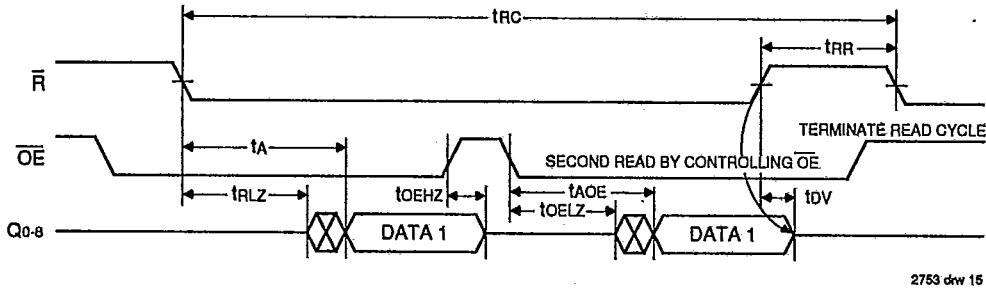 tRC
tRR
R
TERMINATE READ CYCLE
OE
tA
SECOND READ BY CONTROLLING OE
tRLZ
tOEHZ
tAOE
tOELZ
tDV
Q0-8
DATA 1
DATA 1
2753 drw 15